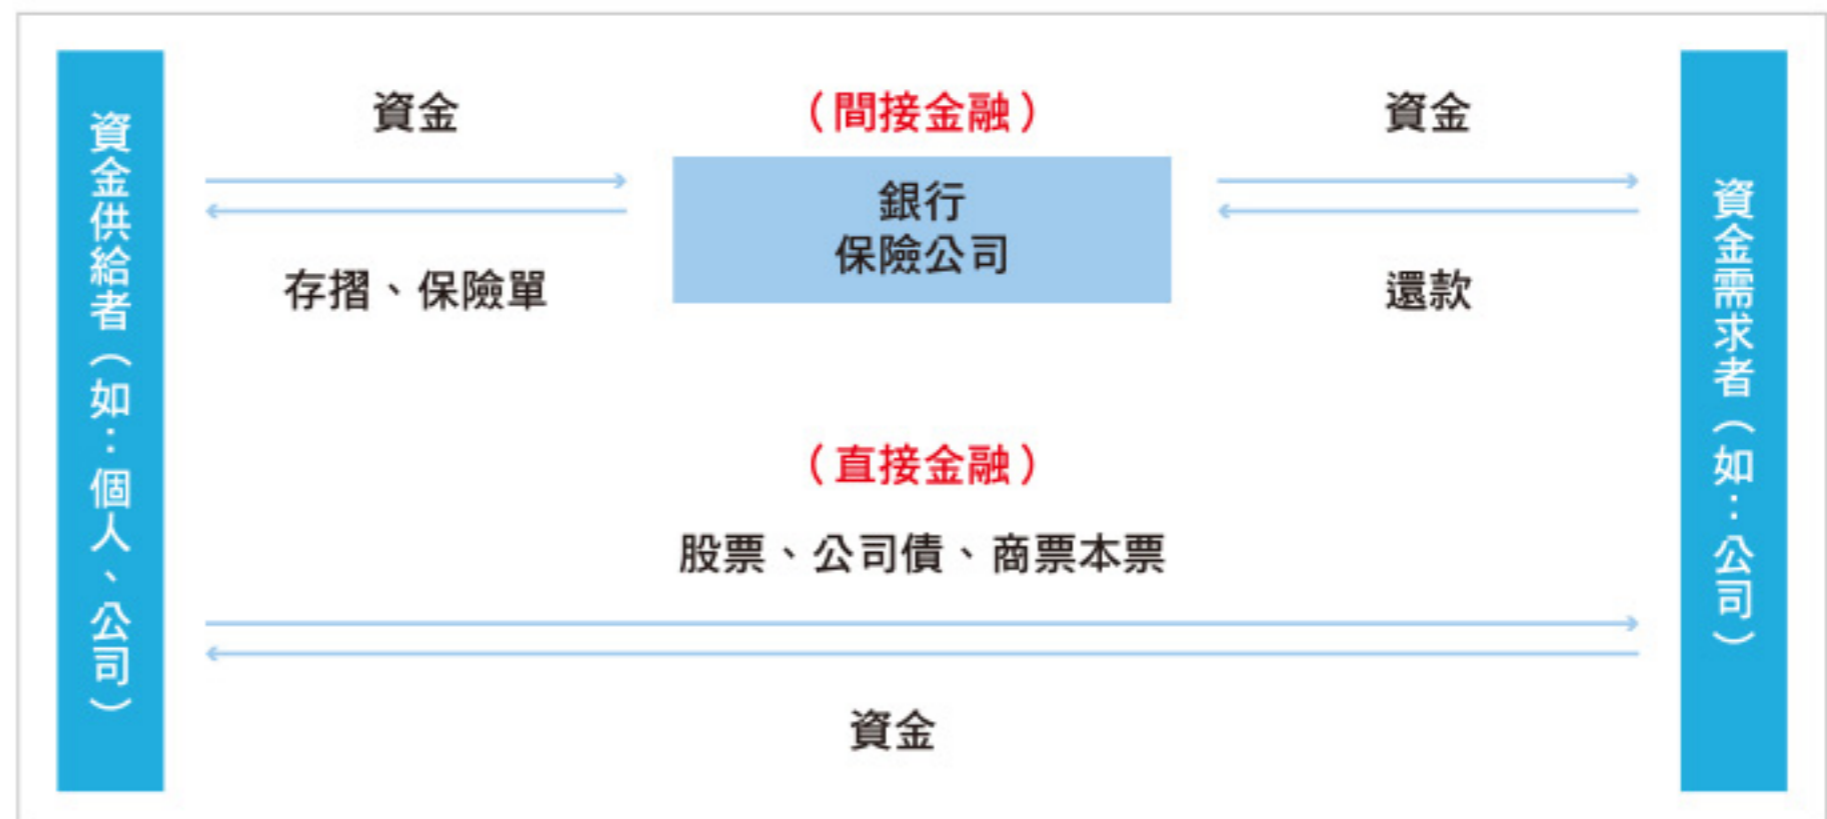 資金供給者（如：個人、公司）
資金
存摺、保險單
（間接金融）
銀行
保險公司
資金
還款
（直接金融）
股票、公司債、商票本票
資金
資金需求者（如：公司）